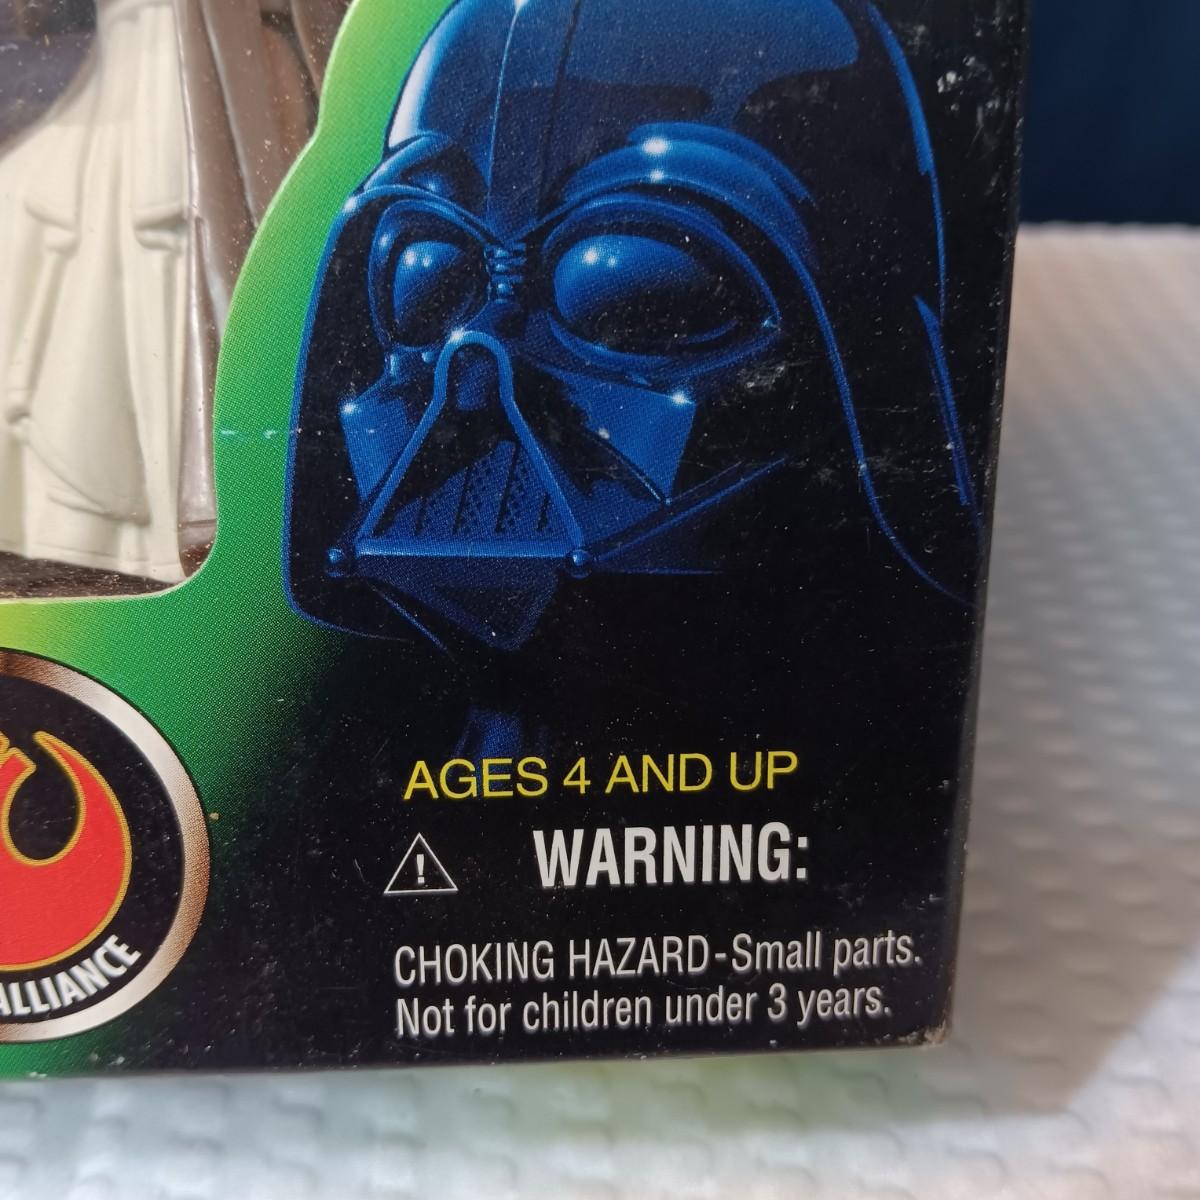 ALLIANCE
AGES 4 AND UP
WARNING:
CHOKING HAZARD-Small parts.
Not for children under 3 years.